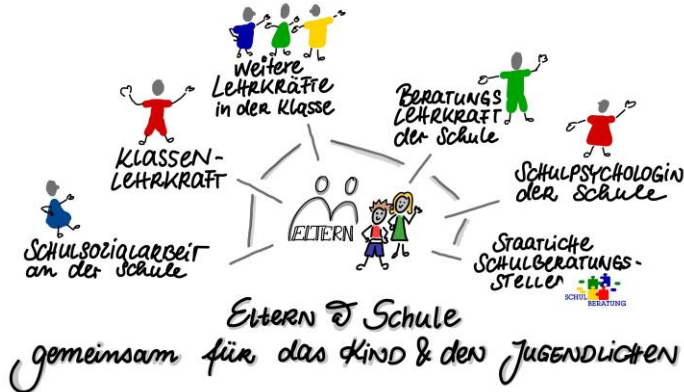 Weitere
Lehrkräfte
in der Klasse
Beratungs
lehrkraft
der Schule
Klassen-
lehrkraft
Schulpsychologin
der Schule
Eltern
Schulsozialarbeit
an der Schule
Staatliche
Schulberatungs-
stellen
SCHUL
BERATUNG
Eltern & Schule
gemeinsam für das Kind & den Jugendlichen